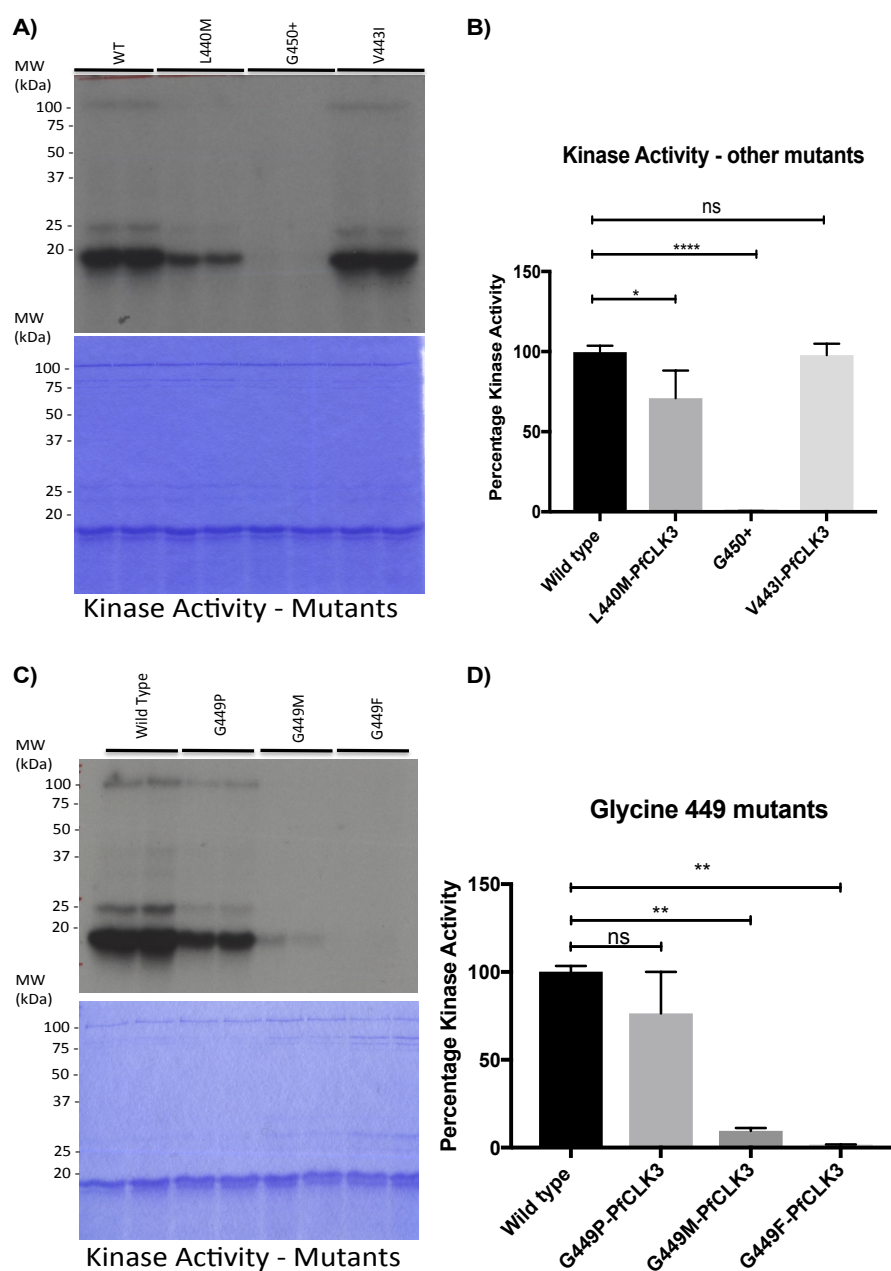 A)
WT
L440M
G450+
V443I
MW
(kDa)
100 -
75 -
50 -
37 -
25 -
20 -
MW
(kDa)
100 -
75 -
50 -
37 -
25 -
20 -
Kinase Activity - Mutants
B)
Kinase Activity - other mutants
ns
****
*
150
100
50
0
Percentage Kinase Activity
Wild type
L440M-PfCLK3
G450+
V443I-PfCLK3
C)
Wild Type
G449P
G449M
G449F
MW
(kDa)
100 -
75 -
50 -
37 -
25 -
20 -
MW
(kDa)
100 -
75 -
50 -
37 -
25 -
20 -
Kinase Activity - Mutants
D)
Glycine 449 mutants
**
**
ns
150
100
50
0
Percentage Kinase Activity
Wild type
G449P-PfCLK3
G449M-PfCLK3
G449F-PfCLK3